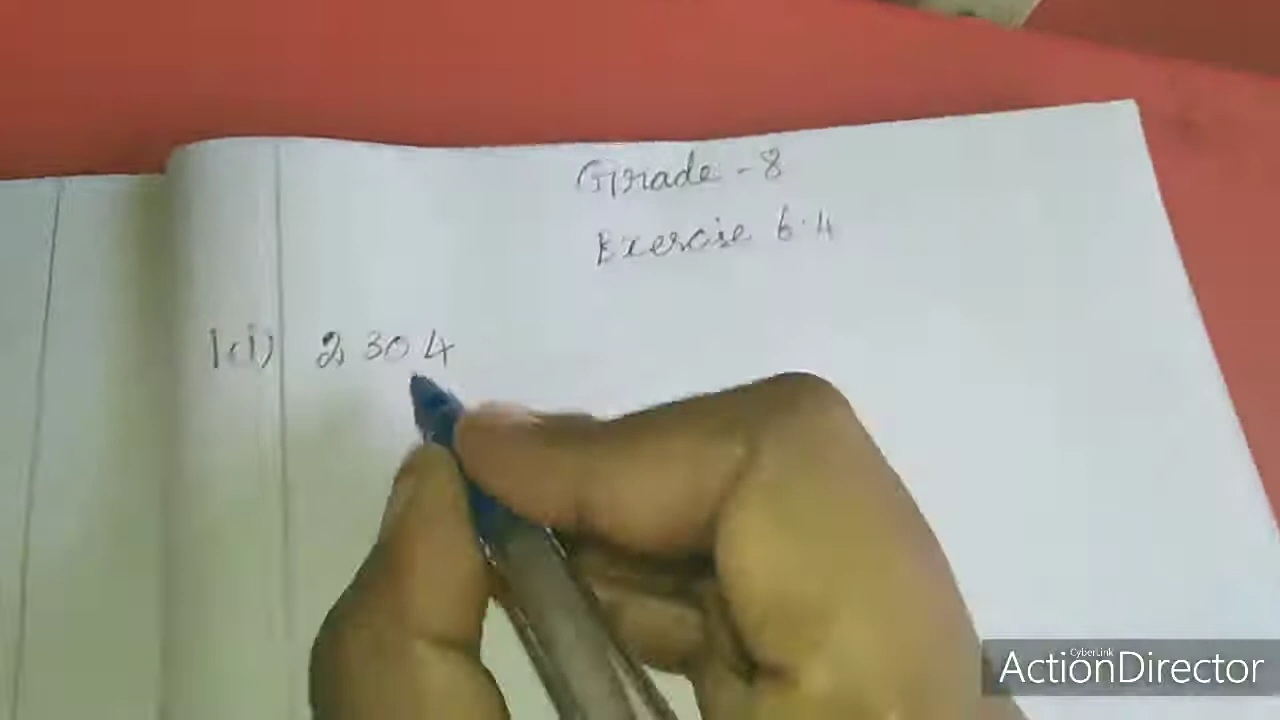 Grade - 8
Exercise 6.4
1(i) 2304
CyberLink
ActionDirector